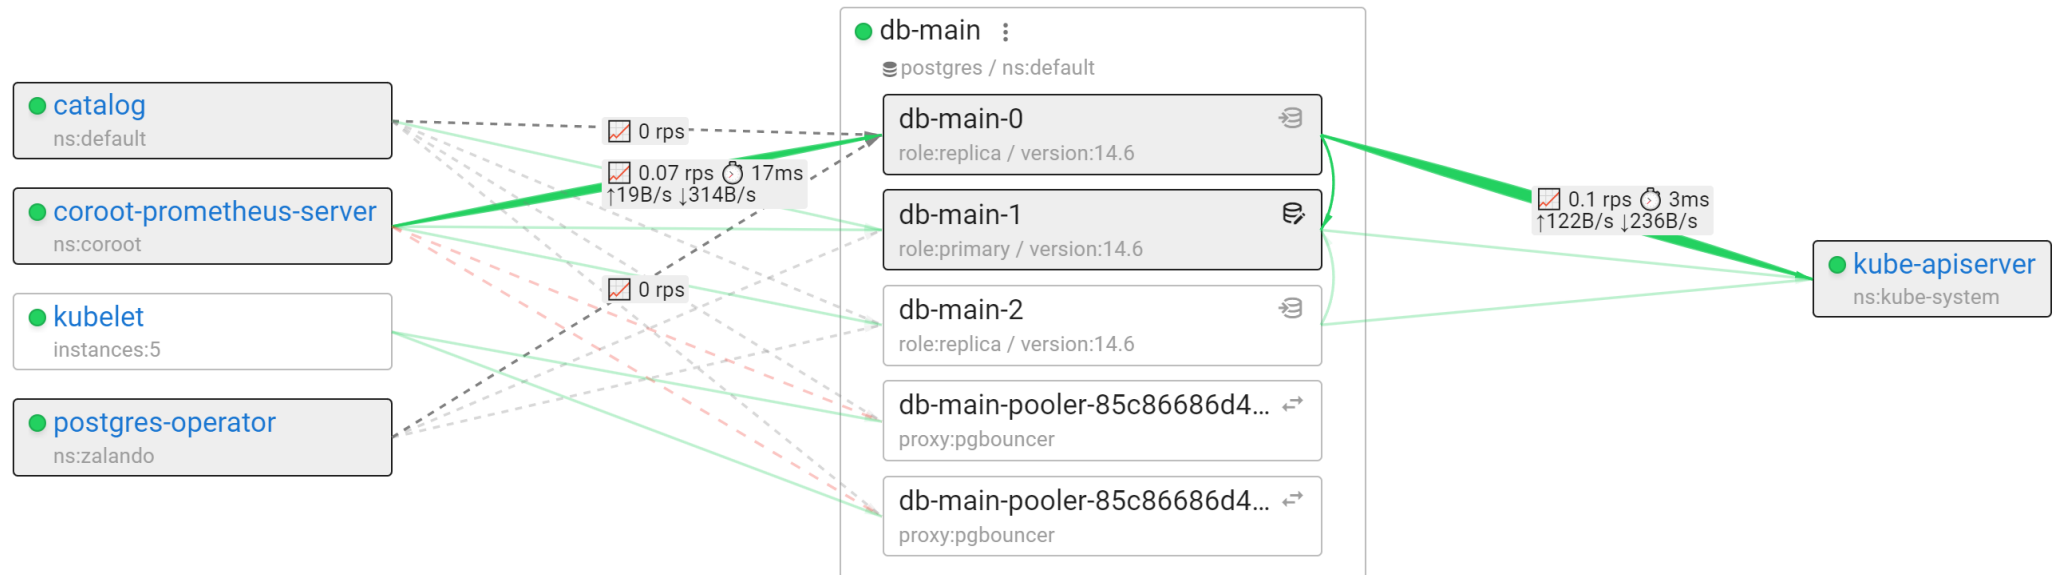 catalog
ns:default
coroot-prometheus-server
ns:coroot
kubelet
instances:5
postgres-operator
ns:zalando
0 rps
0.07 rps 17ms
↑19B/s ↓314B/s
0 rps
db-main
postgres / ns:default
db-main-0
role:replica / version:14.6
db-main-1
role:primary / version:14.6
db-main-2
role:replica / version:14.6
db-main-pooler-85c86686d4...
proxy:pgbouncer
db-main-pooler-85c86686d4...
proxy:pgbouncer
0.1 rps 3ms
↑122B/s ↓236B/s
kube-apiserver
ns:kube-system